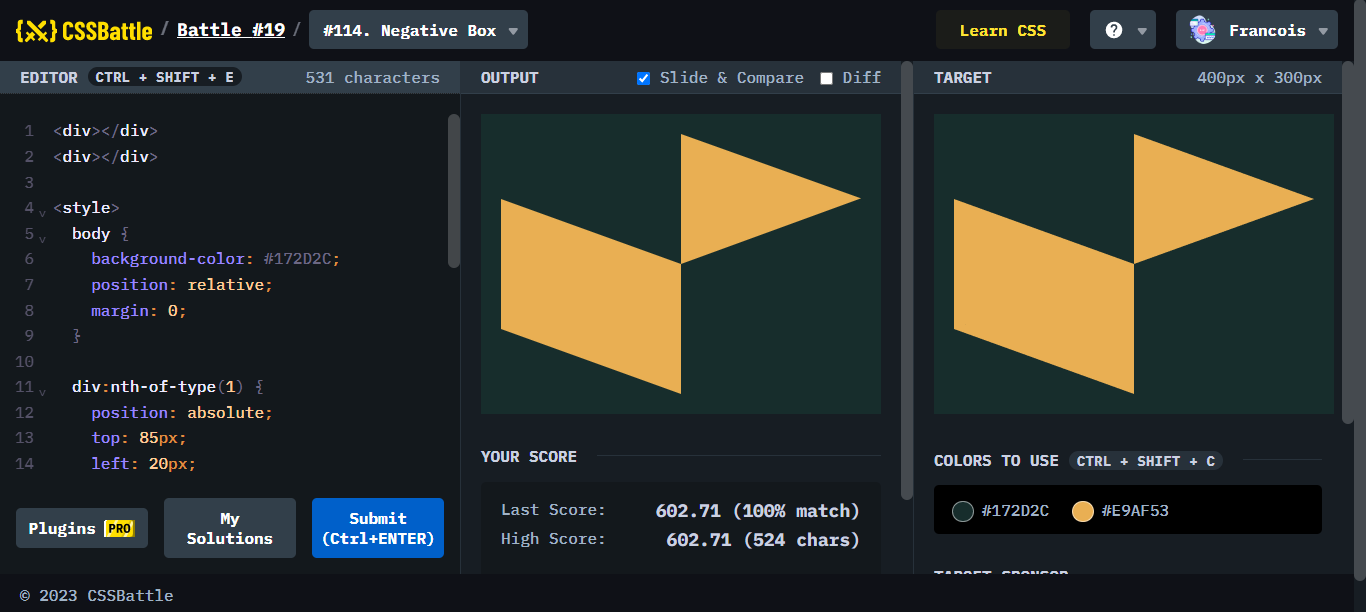 {X} CSSBattle / Battle #19 / #114. Negative Box ▼ Learn CSS ? ▼ Francois ▼
EDITOR CTRL + SHIFT + E 531 characters
OUTPUT Slide & Compare Diff
TARGET 400px x 300px
1 <div></div>
2 <div></div>
3
4 <style>
5 body {
6 background-color: #172D2C;
7 position: relative;
8 margin: 0;
9 }
10
11 div:nth-of-type(1) {
12 position: absolute;
13 top: 85px;
14 left: 20px;
Plugins PRO
My Solutions
Submit (Ctrl+ENTER)
YOUR SCORE
Last Score: 602.71 (100% match)
High Score: 602.71 (524 chars)
COLORS TO USE CTRL + SHIFT + C
#172D2C #E9AF53
TARGET SPONSOR
© 2023 CSSBattle